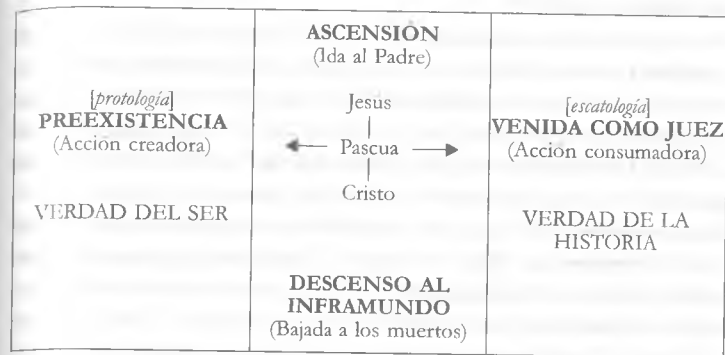 ASCENSIÓN
(Ida al Padre)
[protología]
PREEXISTENCIA
(Acción creadora)
VERDAD DEL SER
Jesús
Pascua
Cristo
[escatología]
VENIDA COMO JUEZ
(Acción consumadora)
VERDAD DE LA
HISTORIA
DESCENSO AL
INFRAMUNDO
(Bajada a los muertos)